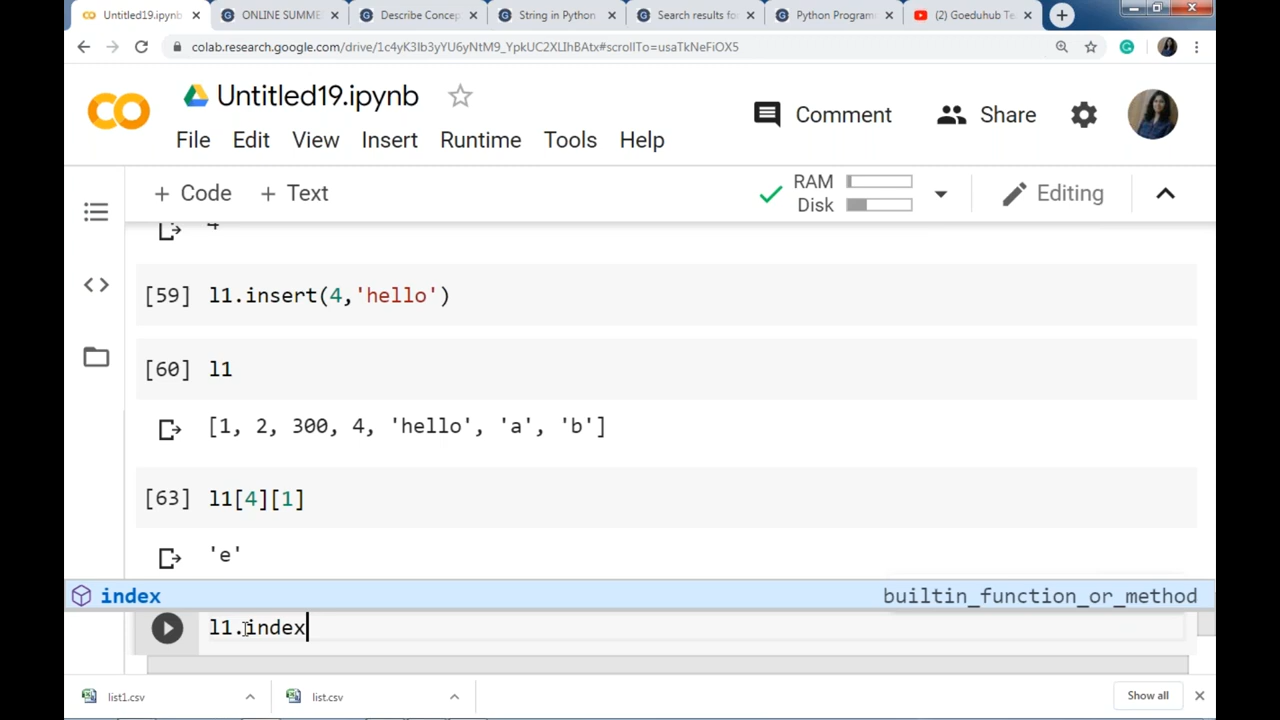 Untitled19.ipynb
ONLINE SUMME
Describe Concep
String in Python
Search results fo
Python Programi
(2) Goeduhub Te
colab.research.google.com/drive/1c4yK3Ib3yYU6yNtM9_YpkUC2XLIhBAtx#scrollTo=usaTkNeFiOX5
Untitled19.ipynb
Comment
Share
File Edit View Insert Runtime Tools Help
+ Code + Text
RAM
Disk
Editing
4
[59] l1.insert(4,'hello')
[60] l1
[1, 2, 300, 4, 'hello', 'a', 'b']
[63] l1[4][1]
'e'
index builtin_function_or_method
l1.index
list1.csv
list.csv
Show all